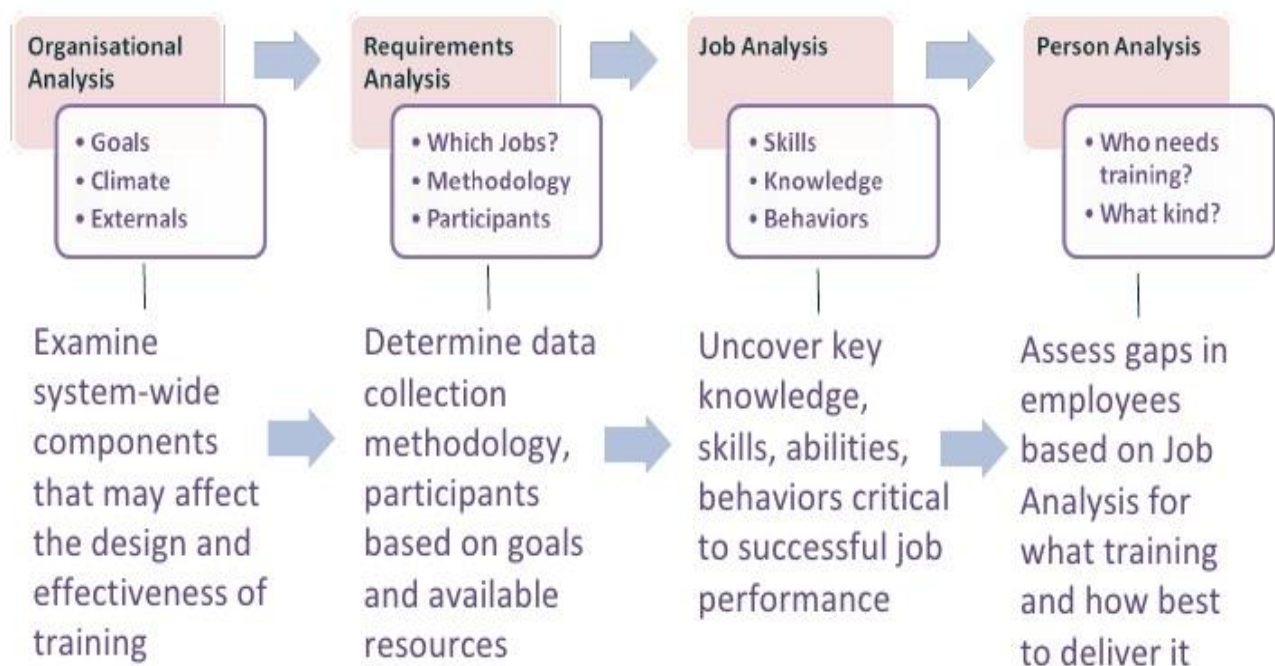 Organisational
Analysis
• Goals
• Climate
• Externals
Examine
system-wide
components
that may affect
the design and
effectiveness of
training
Requirements
Analysis
• Which Jobs?
• Methodology
• Participants
Determine data
collection
methodology,
participants
based on goals
and available
resources
Job Analysis
• Skills
• Knowledge
• Behaviors
Uncover key
knowledge,
skills, abilities,
behaviors critical
to successful job
performance
Person Analysis
• Who needs
training?
• What kind?
Assess gaps in
employees
based on Job
Analysis for
what training
and how best
to deliver it